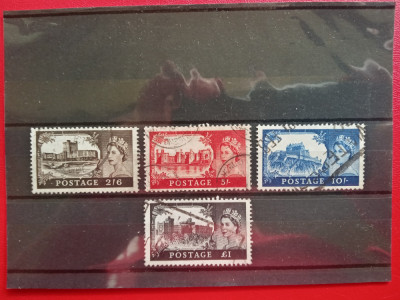 POSTAGE 2/6
POSTAGE 5/-
POSTAGE 10/-
POSTAGE £1